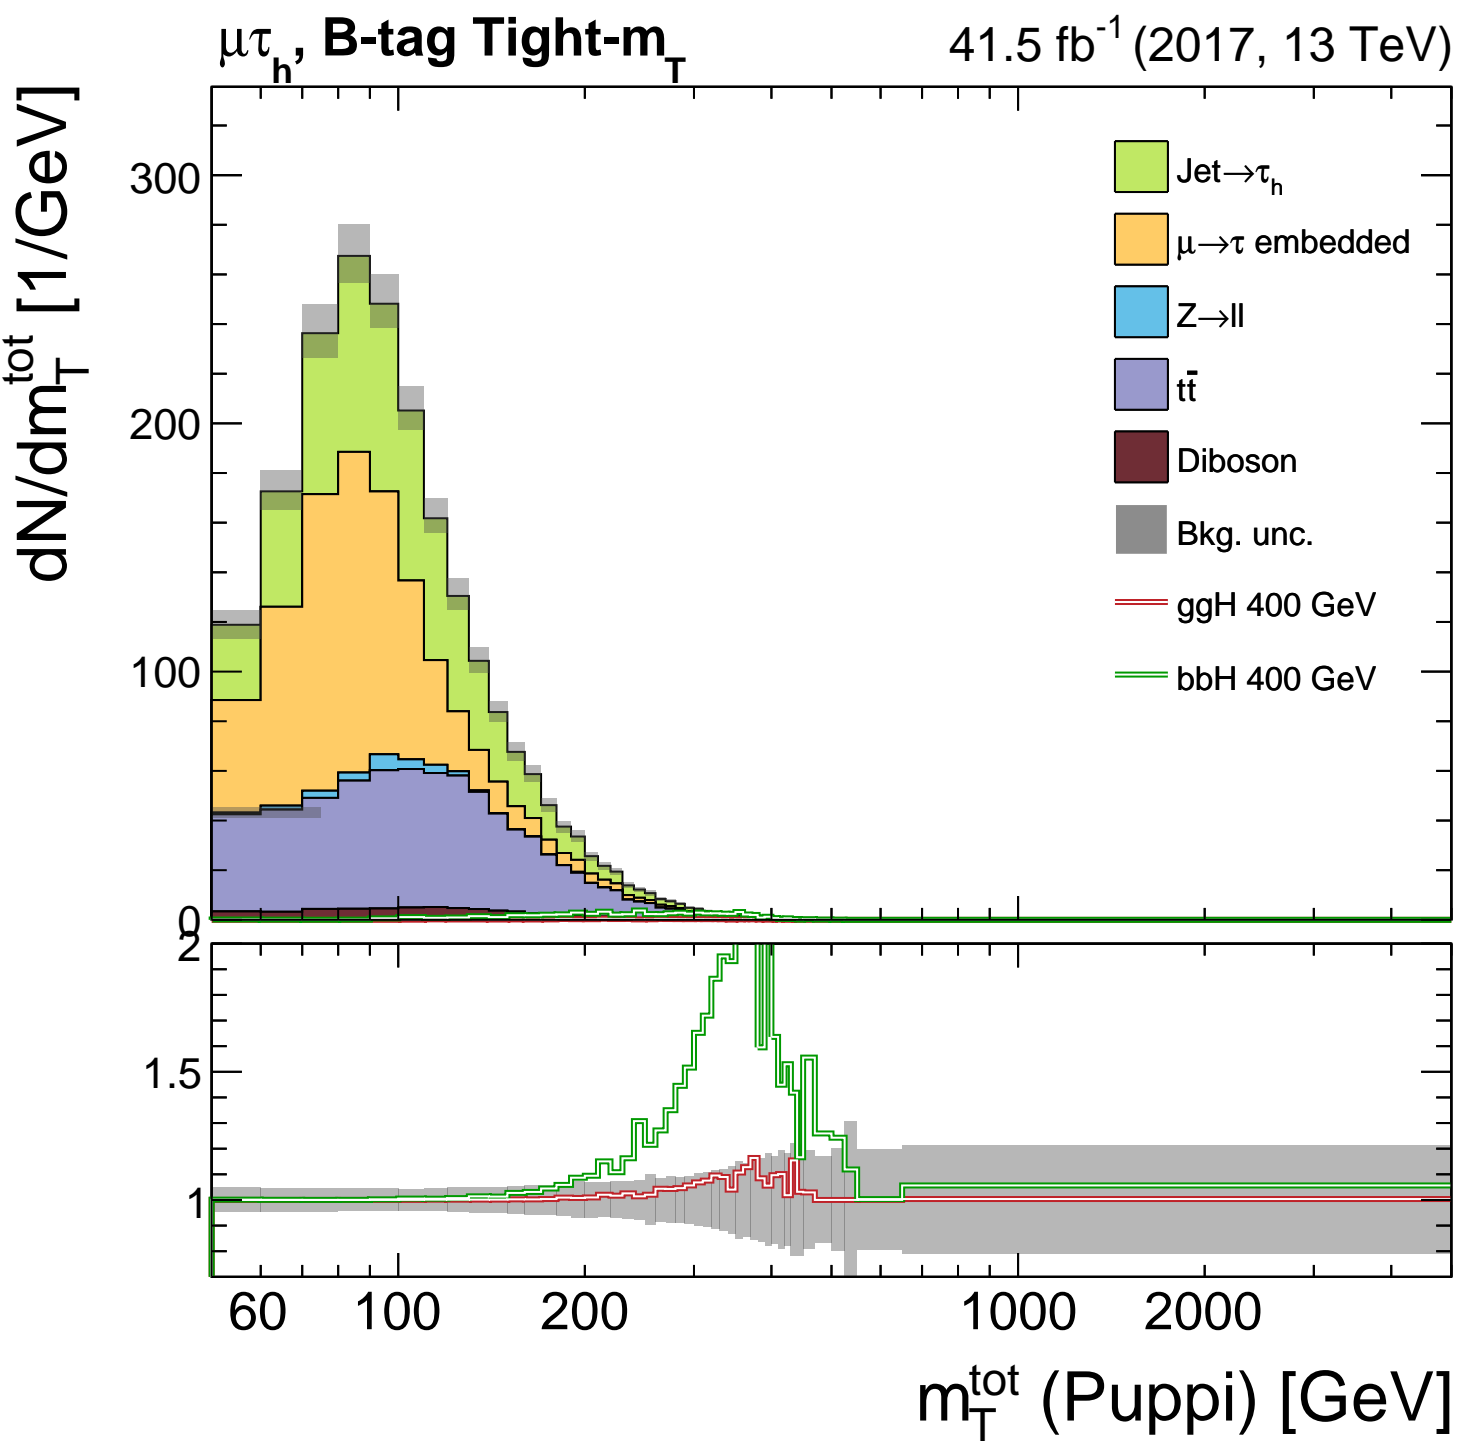 μτh, B-tag Tight-mT
41.5 fb-1 (2017, 13 TeV)
dN/dmTtot [1/GeV]
300
200
100
0
Jet→τh
μ→τ embedded
Z→ll
tt̄
Diboson
Bkg. unc.
ggH 400 GeV
bbH 400 GeV
2
1.5
1
60 100 200 1000 2000
mTtot (Puppi) [GeV]